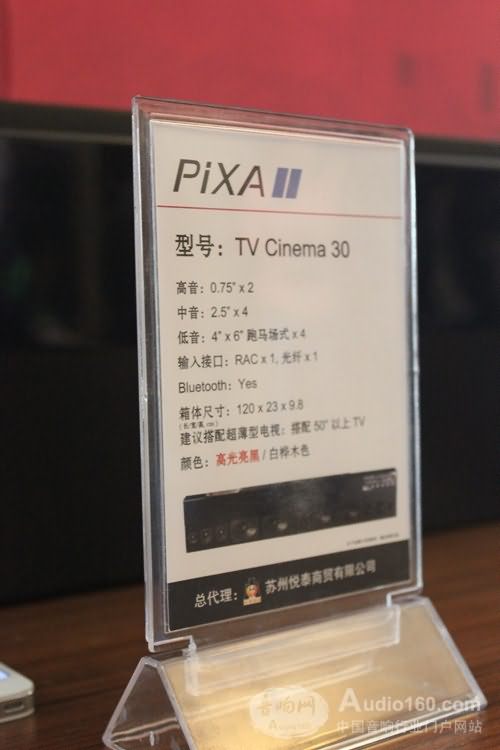 PiXA
型号：TV Cinema 30
高音：0.75" x 2
中音：2.5" x 4
低音：4" x 6" 跑马场式 x 4
输入接口：RAC x 1, 光纤 x 1
Bluetooth：Yes
箱体尺寸：120 x 23 x 9.8
(长/宽/高, cm)
建议搭配超薄型电视：搭配 50" 以上 TV
颜色：高光亮黑 / 白桦木色
总代理：苏州悦泰商贸有限公司
音响网
Audio160.com
中国音响行业门户网站